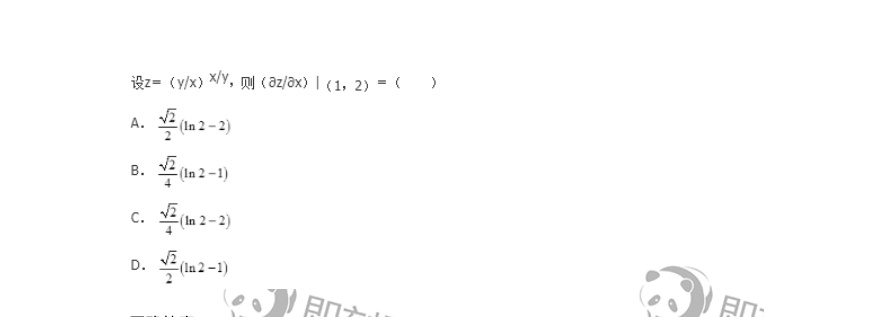 设z=（y/x）x/y，则（∂z/∂x）|（1，2）=（　　）
A． √2/2 (ln 2－2)
B． √2/4 (ln 2－1)
C． √2/4 (ln 2－2)
D． √2/2 (ln 2－1)